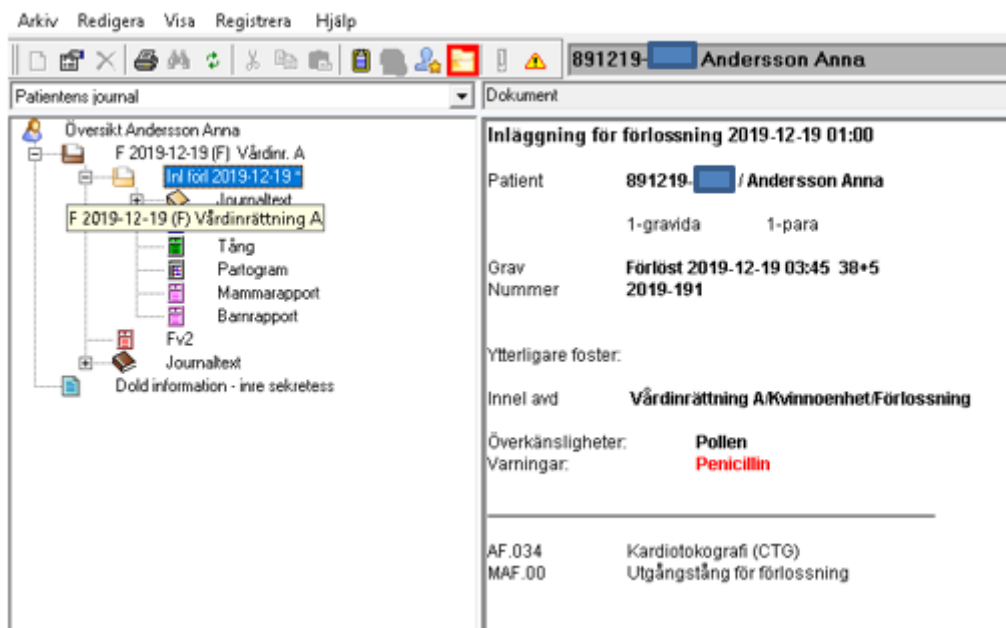 Arkiv Redigera Visa Registrera Hjälp
891219- Andersson Anna
Patientens journal
Översikt Andersson Anna
F 2019-12-19 (F) Vårdinr. A
Inl förl 2019-12-19 *
Journaltext
F 2019-12-19 (F) Vårdinrättning A
Tång
Partogram
Mammarapport
Barnrapport
Fv2
Journaltext
Dold information - inre sekretess
Dokument
Inläggning för förlossning 2019-12-19 01:00
Patient 891219- / Andersson Anna
1-gravida 1-para
Grav Förlöst 2019-12-19 03:45 38+5
Nummer 2019-191
Ytterligare foster:
Innel avd Vårdinrättning A/Kvinnoenhet/Förlossning
Överkänsligheter: Pollen
Varningar: Penicillin
AF.034 Kardiotokografi (CTG)
MAF.00 Utgångstång för förlossning